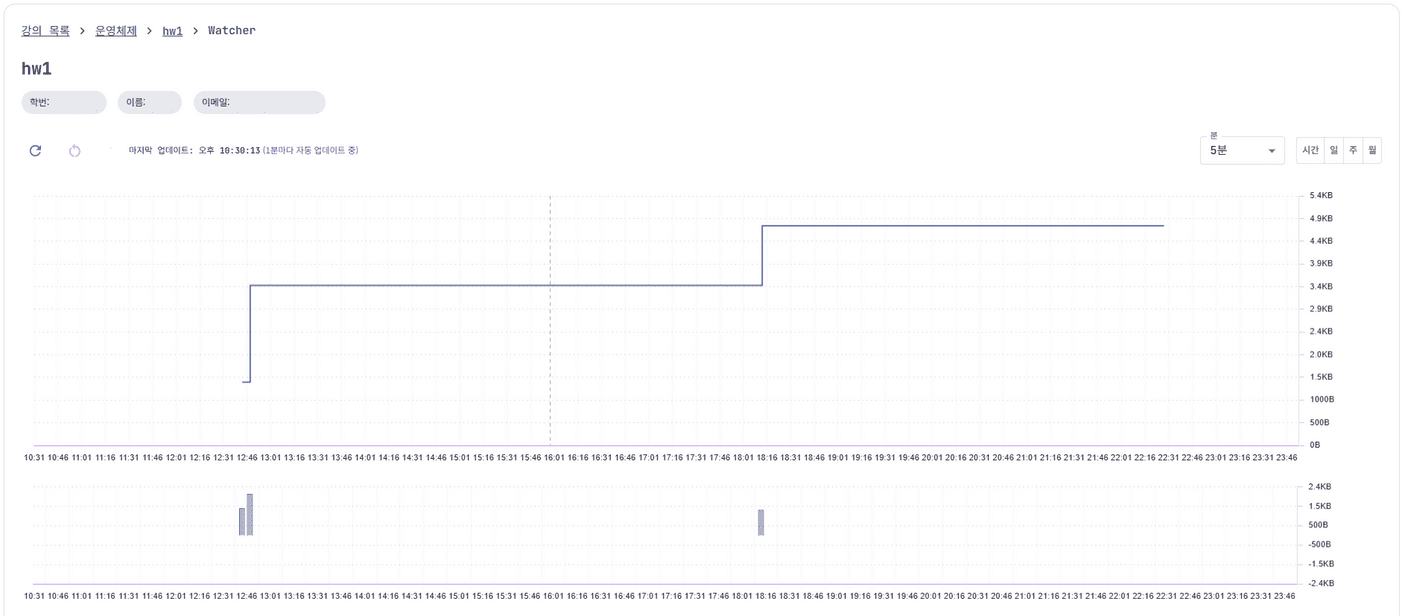 강의 목록 > 운영체제 > hw1 > Watcher
hw1
학번: 이름: 이메일:
마지막 업데이트: 오후 10:30:13 (1분마다 자동 업데이트 중)
분
5분
시간 일 주 월
5.4KB
4.9KB
4.4KB
3.9KB
3.4KB
2.9KB
2.4KB
2.0KB
1.5KB
1000B
500B
0B
10:31 10:46 11:01 11:16 11:31 11:46 12:01 12:16 12:31 12:46 13:01 13:16 13:31 13:46 14:01 14:16 14:31 14:46 15:01 15:16 15:31 15:46 16:01 16:16 16:31 16:46 17:01 17:16 17:31 17:46 18:01 18:16 18:31 18:46 19:01 19:16 19:31 19:46 20:01 20:16 20:31 20:46 21:01 21:16 21:31 21:46 22:01 22:16 22:31 22:46 23:01 23:16 23:31 23:46
2.4KB
1.5KB
500B
-500B
-1.5KB
-2.4KB
10:31 10:46 11:01 11:16 11:31 11:46 12:01 12:16 12:31 12:46 13:01 13:16 13:31 13:46 14:01 14:16 14:31 14:46 15:01 15:16 15:31 15:46 16:01 16:16 16:31 16:46 17:01 17:16 17:31 17:46 18:01 18:16 18:31 18:46 19:01 19:16 19:31 19:46 20:01 20:16 20:31 20:46 21:01 21:16 21:31 21:46 22:01 22:16 22:31 22:46 23:01 23:16 23:31 23:46